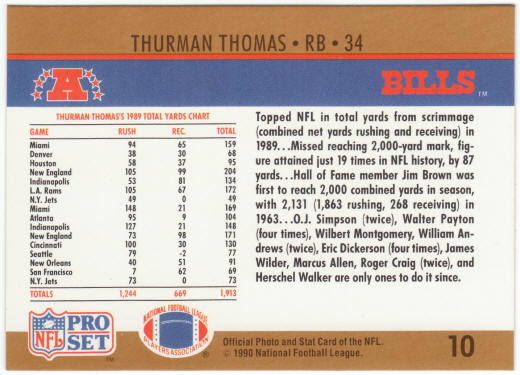 THURMAN THOMAS • RB • 34
A
BILLS TM
THURMAN THOMAS'S 1989 TOTAL YARDS CHART
GAME RUSH REC. TOTAL
Miami 94 65 159
Denver 38 30 68
Houston 58 37 95
New England 105 99 204
Indianapolis 53 81 134
L.A. Rams 105 67 172
N.Y. Jets 49 0 49
Miami 148 21 169
Atlanta 95 9 104
Indianapolis 127 21 148
New England 73 98 171
Cincinnati 100 30 130
Seattle 79 -2 77
New Orleans 40 51 91
San Francisco 7 62 69
N.Y. Jets 73 0 73
TOTALS 1,244 669 1,913
Topped NFL in total yards from scrimmage
(combined net yards rushing and receiving) in
1989...Missed reaching 2,000-yard mark, fig-
ure attained just 19 times in NFL history, by 87
yards...Hall of Fame member Jim Brown was
first to reach 2,000 combined yards in season,
with 2,131 (1,863 rushing, 268 receiving) in
1963...O.J. Simpson (twice), Walter Payton
(four times), Wilbert Montgomery, William An-
drews (twice), Eric Dickerson (four times), James
Wilder, Marcus Allen, Roger Craig (twice), and
Herschel Walker are only ones to do it since.
NFL
PRO
SET
TM
NATIONAL FOOTBALL LEAGUE
PLAYERS ASSOCIATION
Official Photo and Stat Card of the NFL.
© 1990 National Football League.
10